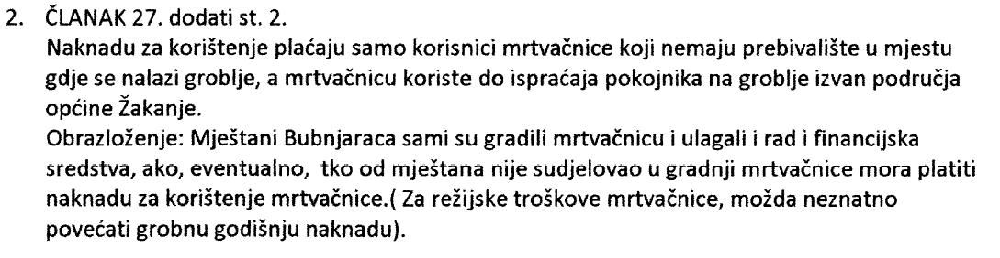 2. ČLANAK 27. dodati st. 2.
Naknadu za korištenje plaćaju samo korisnici mrtvačnice koji nemaju prebivalište u mjestu
gdje se nalazi groblje, a mrtvačnicu koriste do ispraćaja pokojnika na groblje izvan područja
općine Žakanje.
Obrazloženje: Mještani Bubnjaraca sami su gradili mrtvačnicu i ulagali i rad i financijska
sredstva, ako, eventualno, tko od mještana nije sudjelovao u gradnji mrtvačnice mora platiti
naknadu za korištenje mrtvačnice.( Za režijske troškove mrtvačnice, možda neznatno
povećati grobnu godišnju naknadu).